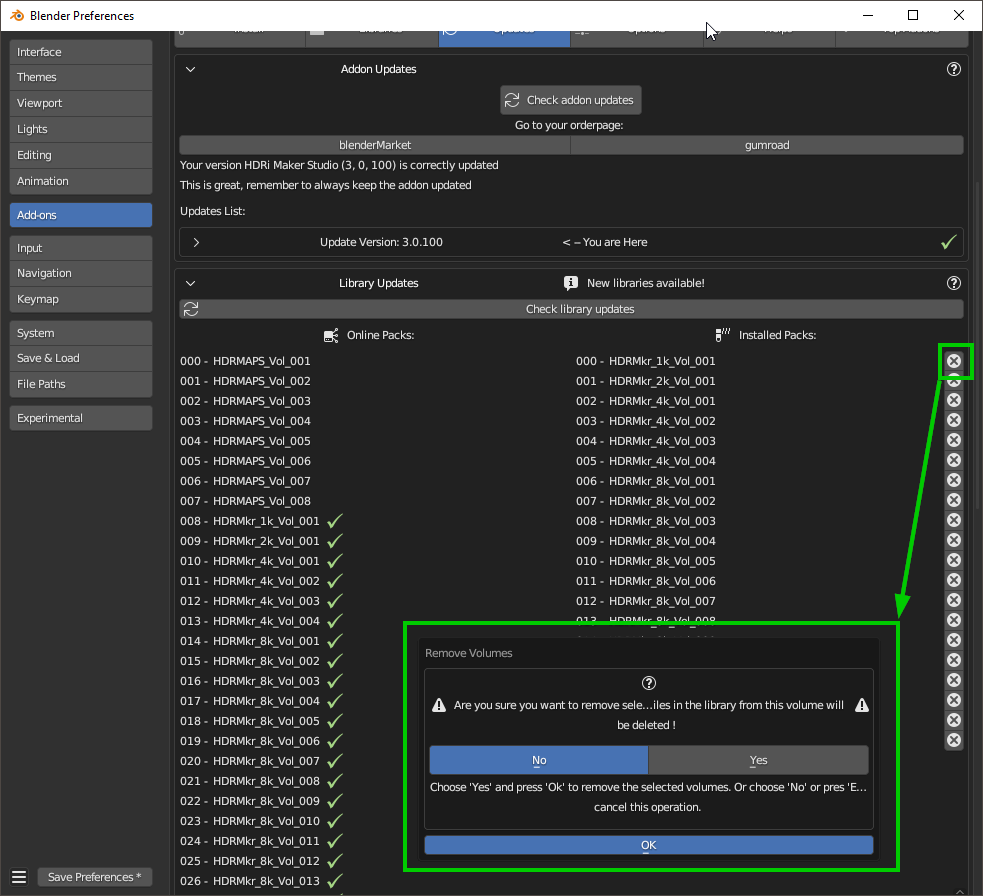 Blender Preferences
Install
Libraries
Updates
Options
Helps
Top Addons
Interface
Themes
Viewport
Lights
Editing
Animation
Add-ons
Input
Navigation
Keymap
System
Save & Load
File Paths
Experimental
Save Preferences *
Addon Updates
Check addon updates
Go to your orderpage:
blenderMarket gumroad
Your version HDRi Maker Studio (3, 0, 100) is correctly updated
This is great, remember to always keep the addon updated
Updates List:
Update Version: 3.0.100 < -- You are Here
Library Updates New libraries available!
Check library updates
Online Packs:
000 - HDRMAPS_Vol_001
001 - HDRMAPS_Vol_002
002 - HDRMAPS_Vol_003
003 - HDRMAPS_Vol_004
004 - HDRMAPS_Vol_005
005 - HDRMAPS_Vol_006
006 - HDRMAPS_Vol_007
007 - HDRMAPS_Vol_008
008 - HDRMkr_1k_Vol_001
009 - HDRMkr_2k_Vol_001
010 - HDRMkr_4k_Vol_001
011 - HDRMkr_4k_Vol_002
012 - HDRMkr_4k_Vol_003
013 - HDRMkr_4k_Vol_004
014 - HDRMkr_8k_Vol_001
015 - HDRMkr_8k_Vol_002
016 - HDRMkr_8k_Vol_003
017 - HDRMkr_8k_Vol_004
018 - HDRMkr_8k_Vol_005
019 - HDRMkr_8k_Vol_006
020 - HDRMkr_8k_Vol_007
021 - HDRMkr_8k_Vol_008
022 - HDRMkr_8k_Vol_009
023 - HDRMkr_8k_Vol_010
024 - HDRMkr_8k_Vol_011
025 - HDRMkr_8k_Vol_012
026 - HDRMkr_8k_Vol_013
Installed Packs:
000 - HDRMkr_1k_Vol_001
001 - HDRMkr_2k_Vol_001
002 - HDRMkr_4k_Vol_001
003 - HDRMkr_4k_Vol_002
004 - HDRMkr_4k_Vol_003
005 - HDRMkr_4k_Vol_004
006 - HDRMkr_8k_Vol_001
007 - HDRMkr_8k_Vol_002
008 - HDRMkr_8k_Vol_003
009 - HDRMkr_8k_Vol_004
010 - HDRMkr_8k_Vol_005
011 - HDRMkr_8k_Vol_006
012 - HDRMkr_8k_Vol_007
013 - HDRMkr_8k_Vol_008
Remove Volumes
Are you sure you want to remove sele...iles in the library from this volume will
be deleted !
No Yes
Choose 'Yes' and press 'Ok' to remove the selected volumes. Or choose 'No' or pres 'E...
cancel this operation.
OK